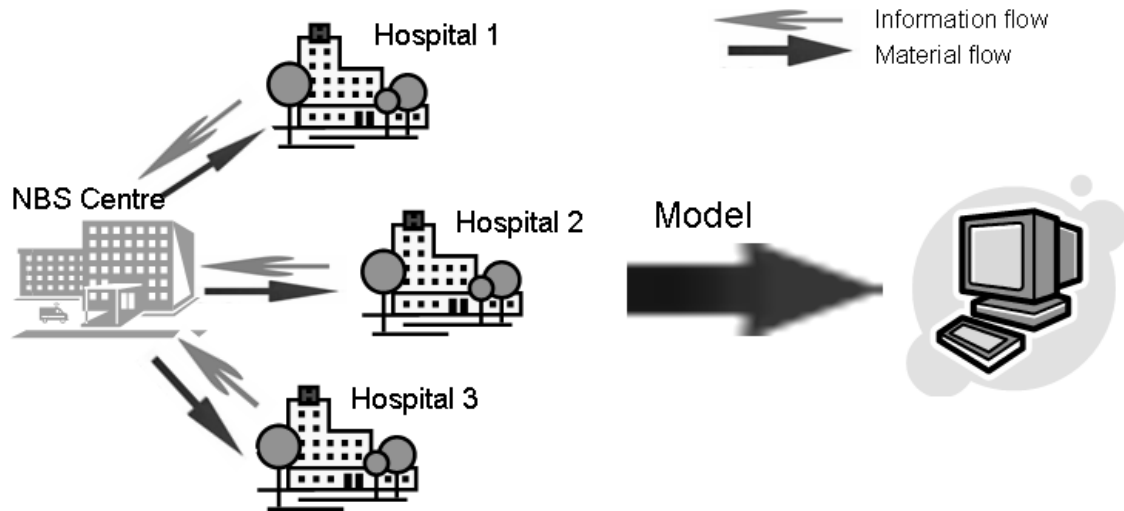 Hospital 1
Information flow
Material flow
NBS Centre
Hospital 2
Model
Hospital 3